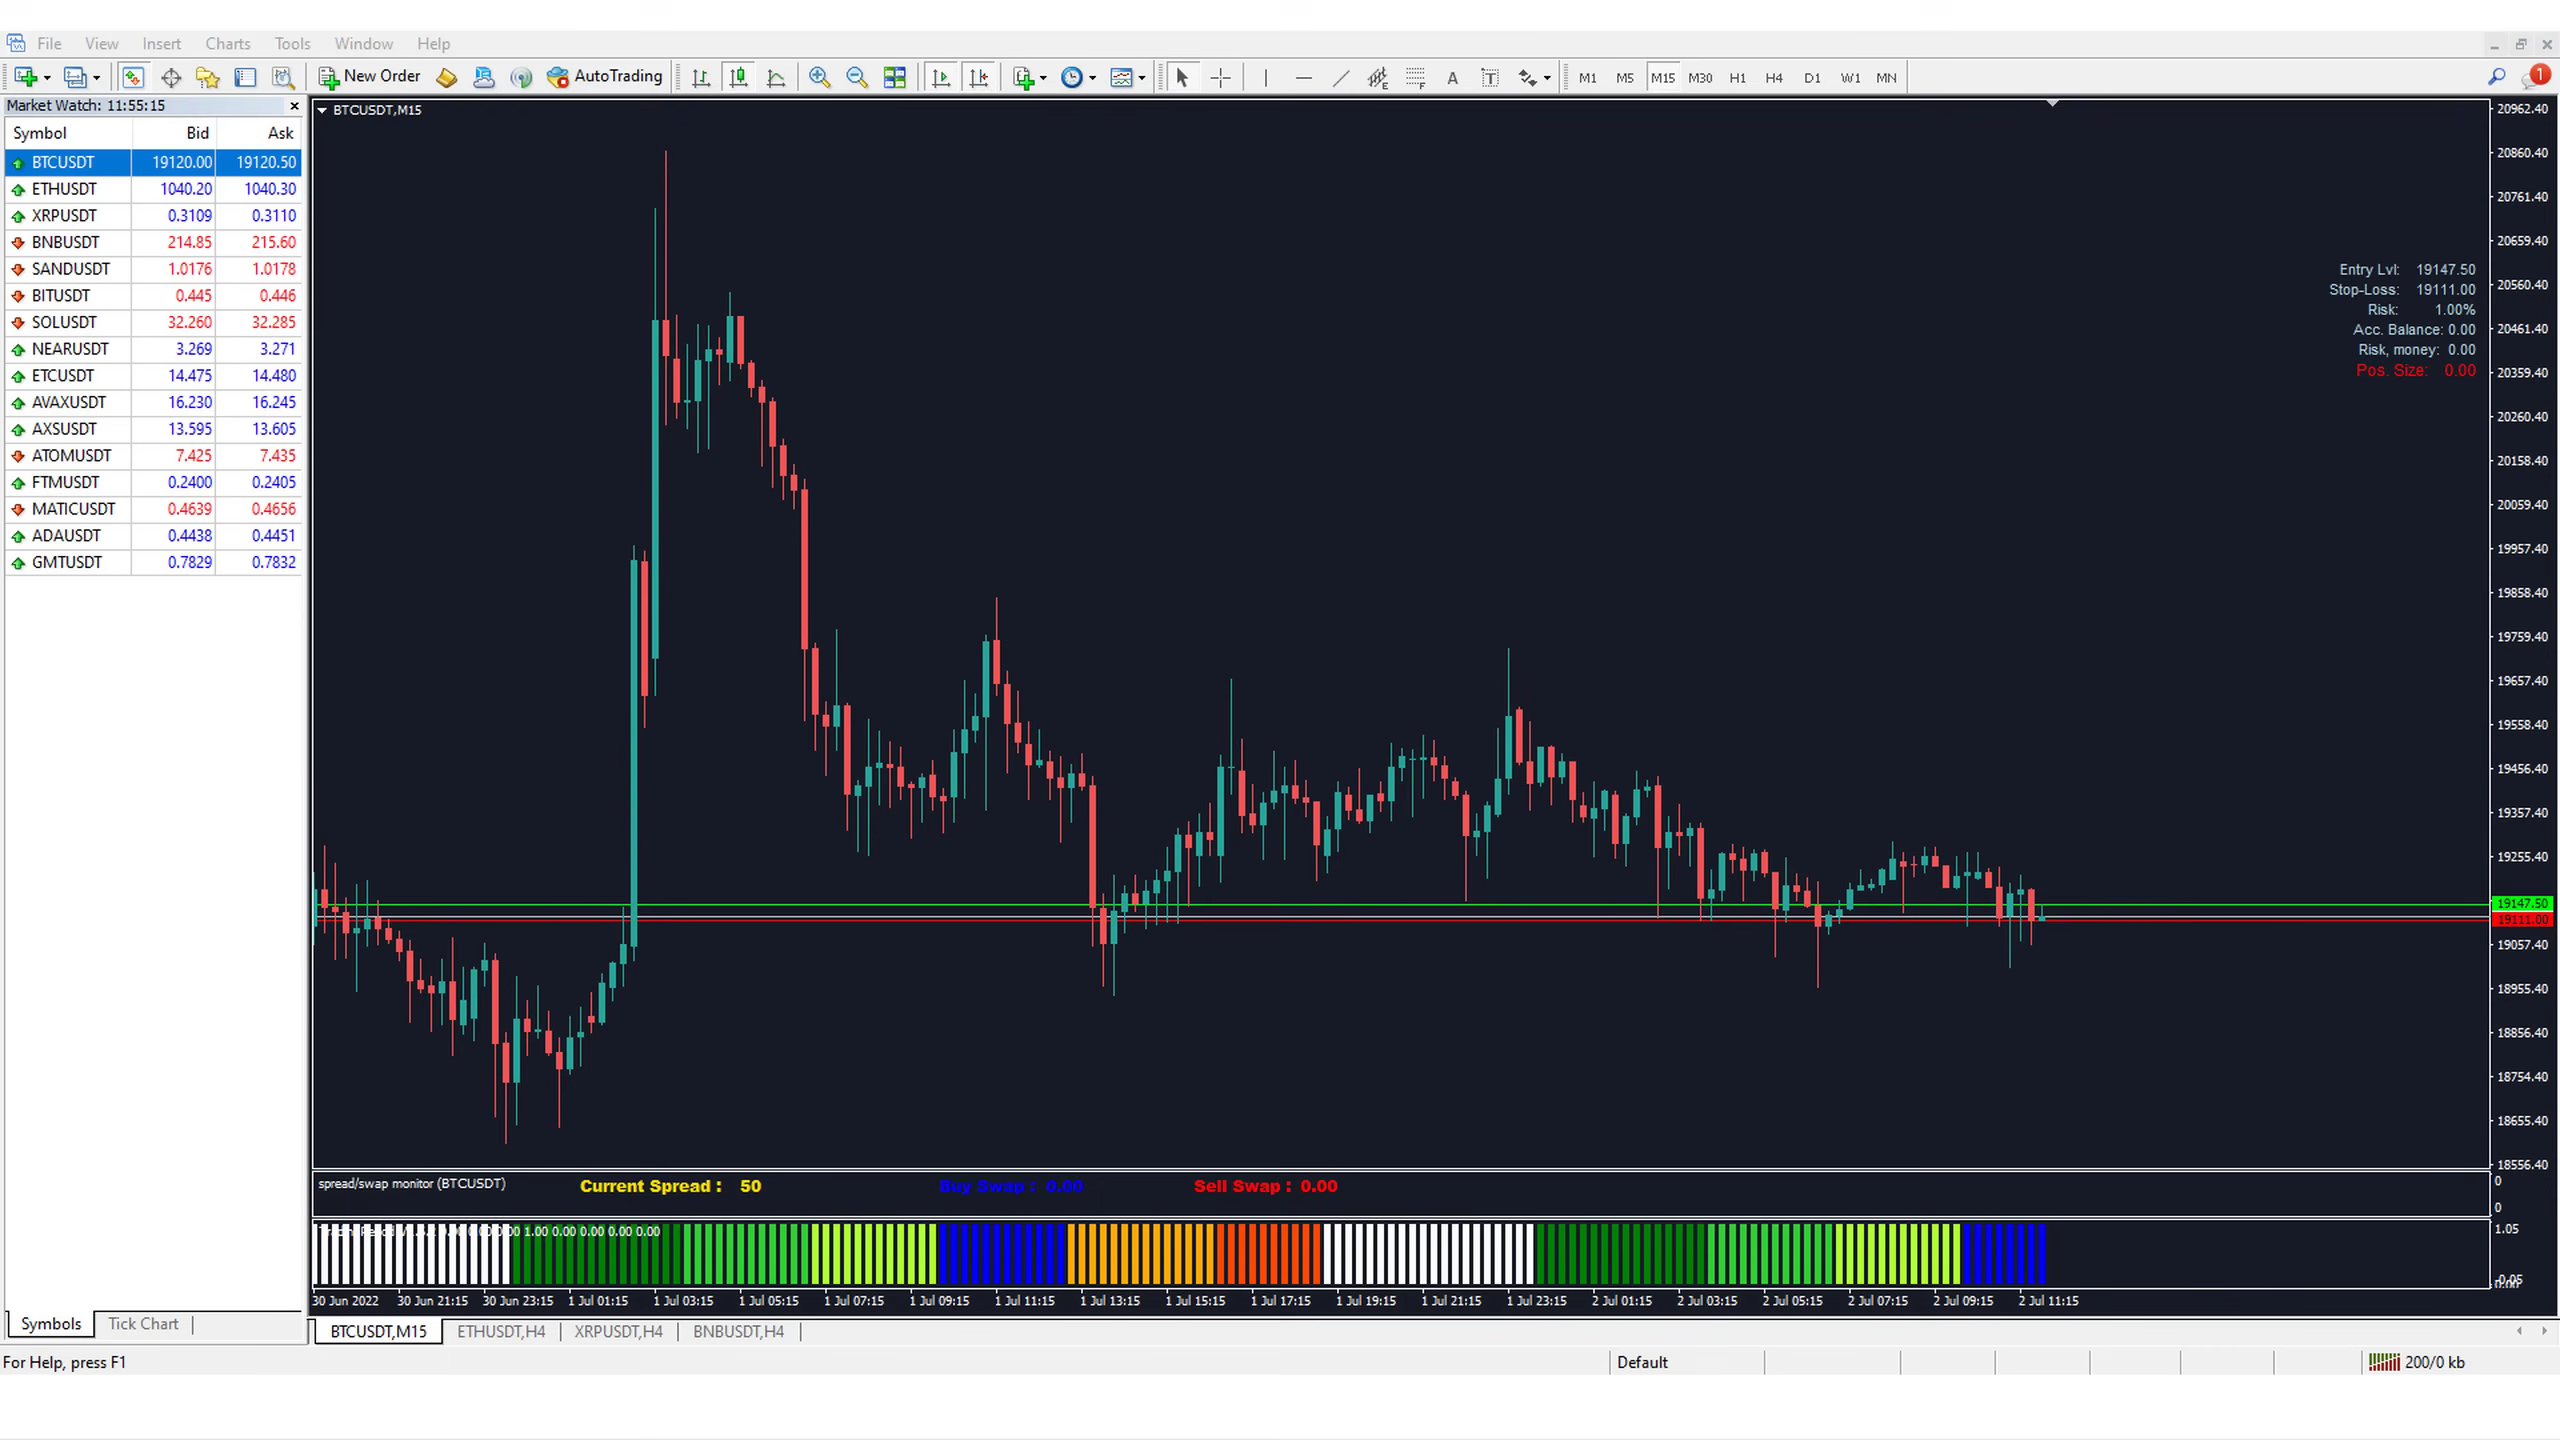 File View Insert Charts Tools Window Help
New Order AutoTrading A T M1 M5 M15 M30 H1 H4 D1 W1 MN 1
Market Watch: 11:55:15
Symbol Bid Ask
BTCUSDT 19120.00 19120.50
ETHUSDT 1040.20 1040.30
XRPUSDT 0.3109 0.3110
BNBUSDT 214.85 215.60
SANDUSDT 1.0176 1.0178
BITUSDT 0.445 0.446
SOLUSDT 32.260 32.285
NEARUSDT 3.269 3.271
ETCUSDT 14.475 14.480
AVAXUSDT 16.230 16.245
AXSUSDT 13.595 13.605
ATOMUSDT 7.425 7.435
FTMUSDT 0.2400 0.2405
MATICUSDT 0.4639 0.4656
ADAUSDT 0.4438 0.4451
GMTUSDT 0.7829 0.7832
Symbols Tick Chart
BTCUSDT,M15
Entry Lvl: 19147.50
Stop-Loss: 19111.00
Risk: 1.00%
Acc. Balance: 0.00
Risk, money: 0.00
Pos. Size: 0.00
20962.40
20860.40
20761.40
20659.40
20560.40
20461.40
20359.40
20260.40
20158.40
20059.40
19957.40
19858.40
19759.40
19657.40
19558.40
19456.40
19357.40
19255.40
19147.50
19111.00
19057.40
18955.40
18856.40
18754.40
18655.40
18556.40
spread/swap monitor (BTCUSDT) Current Spread : 50 Buy Swap : 0.00 Sell Swap : 0.00
0
0
1.00 0.00 0.00 0.00 0.00
1.05
-0.05
30 Jun 2022 30 Jun 21:15 30 Jun 23:15 1 Jul 01:15 1 Jul 03:15 1 Jul 05:15 1 Jul 07:15 1 Jul 09:15 1 Jul 11:15 1 Jul 13:15 1 Jul 15:15 1 Jul 17:15 1 Jul 19:15 1 Jul 21:15 1 Jul 23:15 2 Jul 01:15 2 Jul 03:15 2 Jul 05:15 2 Jul 07:15 2 Jul 09:15 2 Jul 11:15
BTCUSDT,M15 ETHUSDT,H4 XRPUSDT,H4 BNBUSDT,H4
For Help, press F1 Default 200/0 kb